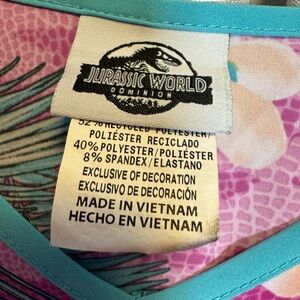 JURASSIC WORLD
DOMINION
52% RECYCLED POLYESTER/
POLIÉSTER RECICLADO
40% POLYESTER/POLIÉSTER
8% SPANDEX/ELASTANO
EXCLUSIVE OF DECORATION
EXCLUSIVO DE DECORACIÓN
MADE IN VIETNAM
HECHO EN VIETNAM